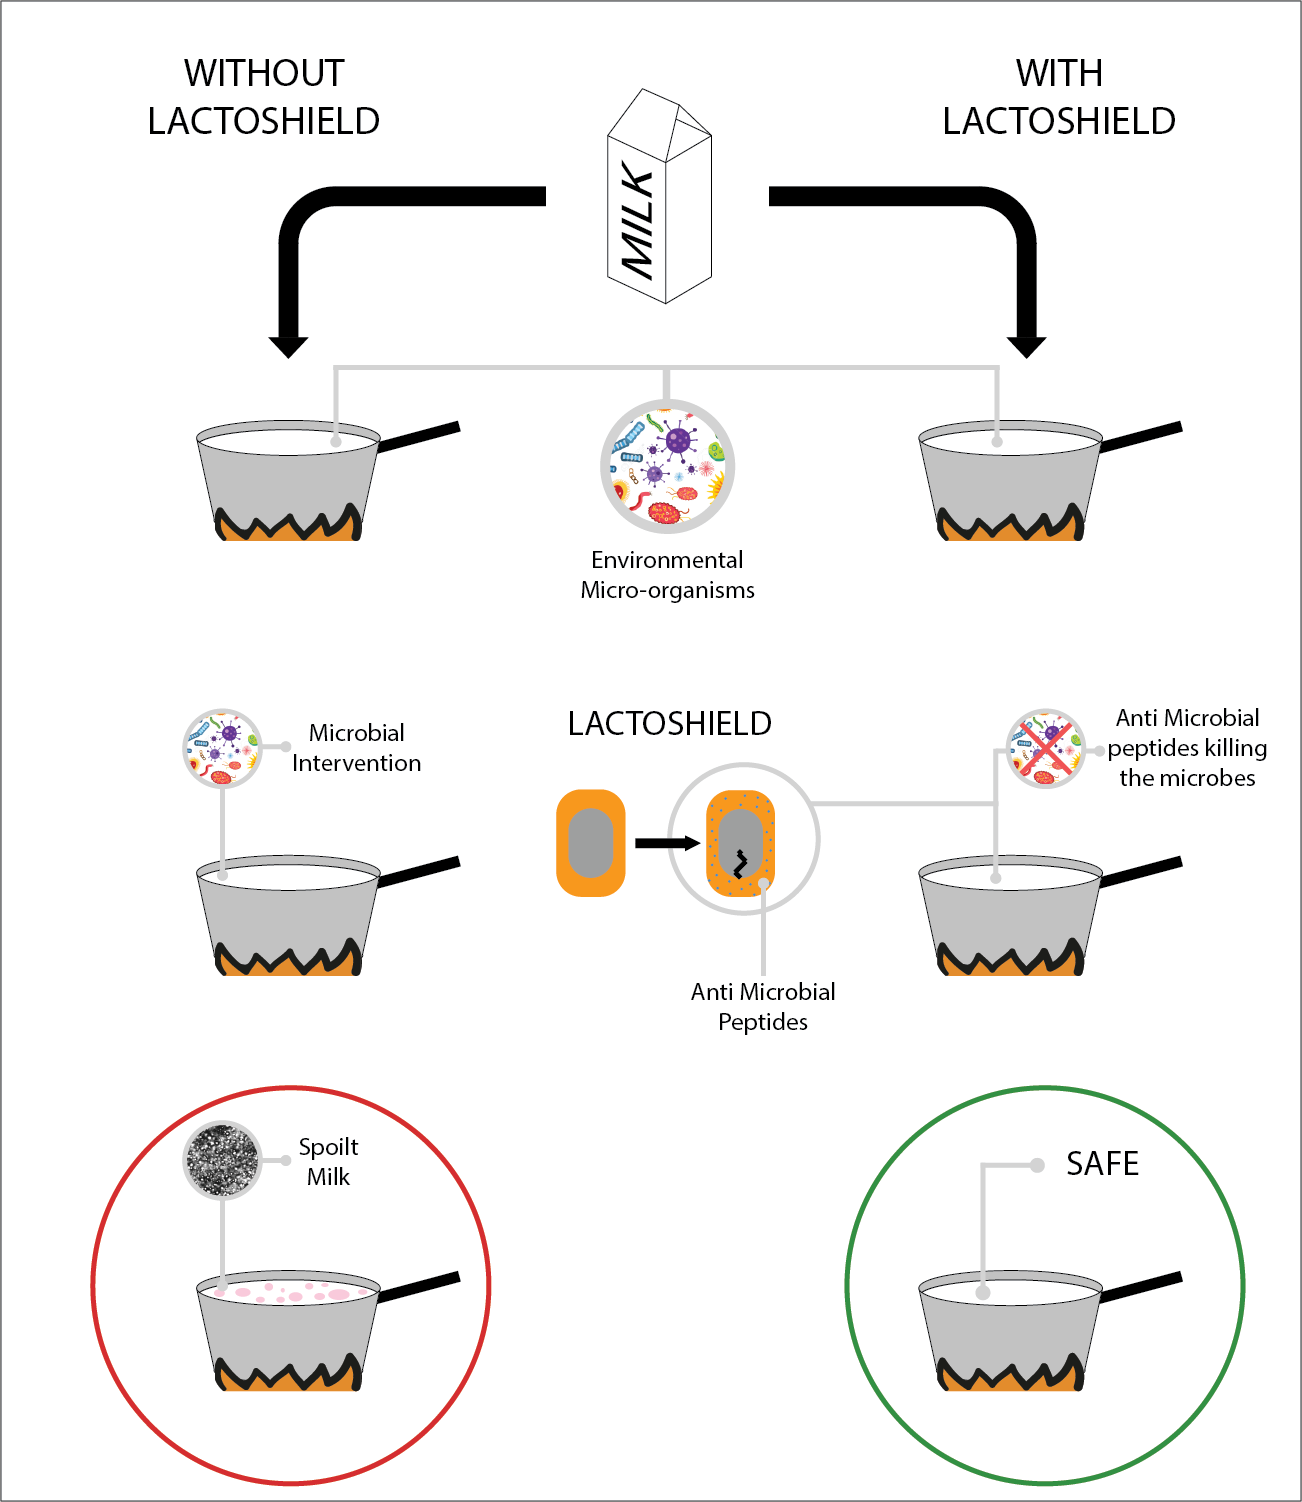 WITHOUT
LACTOSHIELD
WITH
LACTOSHIELD
MILK
Environmental
Micro-organisms
Microbial
Intervention
LACTOSHIELD
Anti Microbial
peptides killing
the microbes
Anti Microbial
Peptides
Spoilt
Milk
SAFE